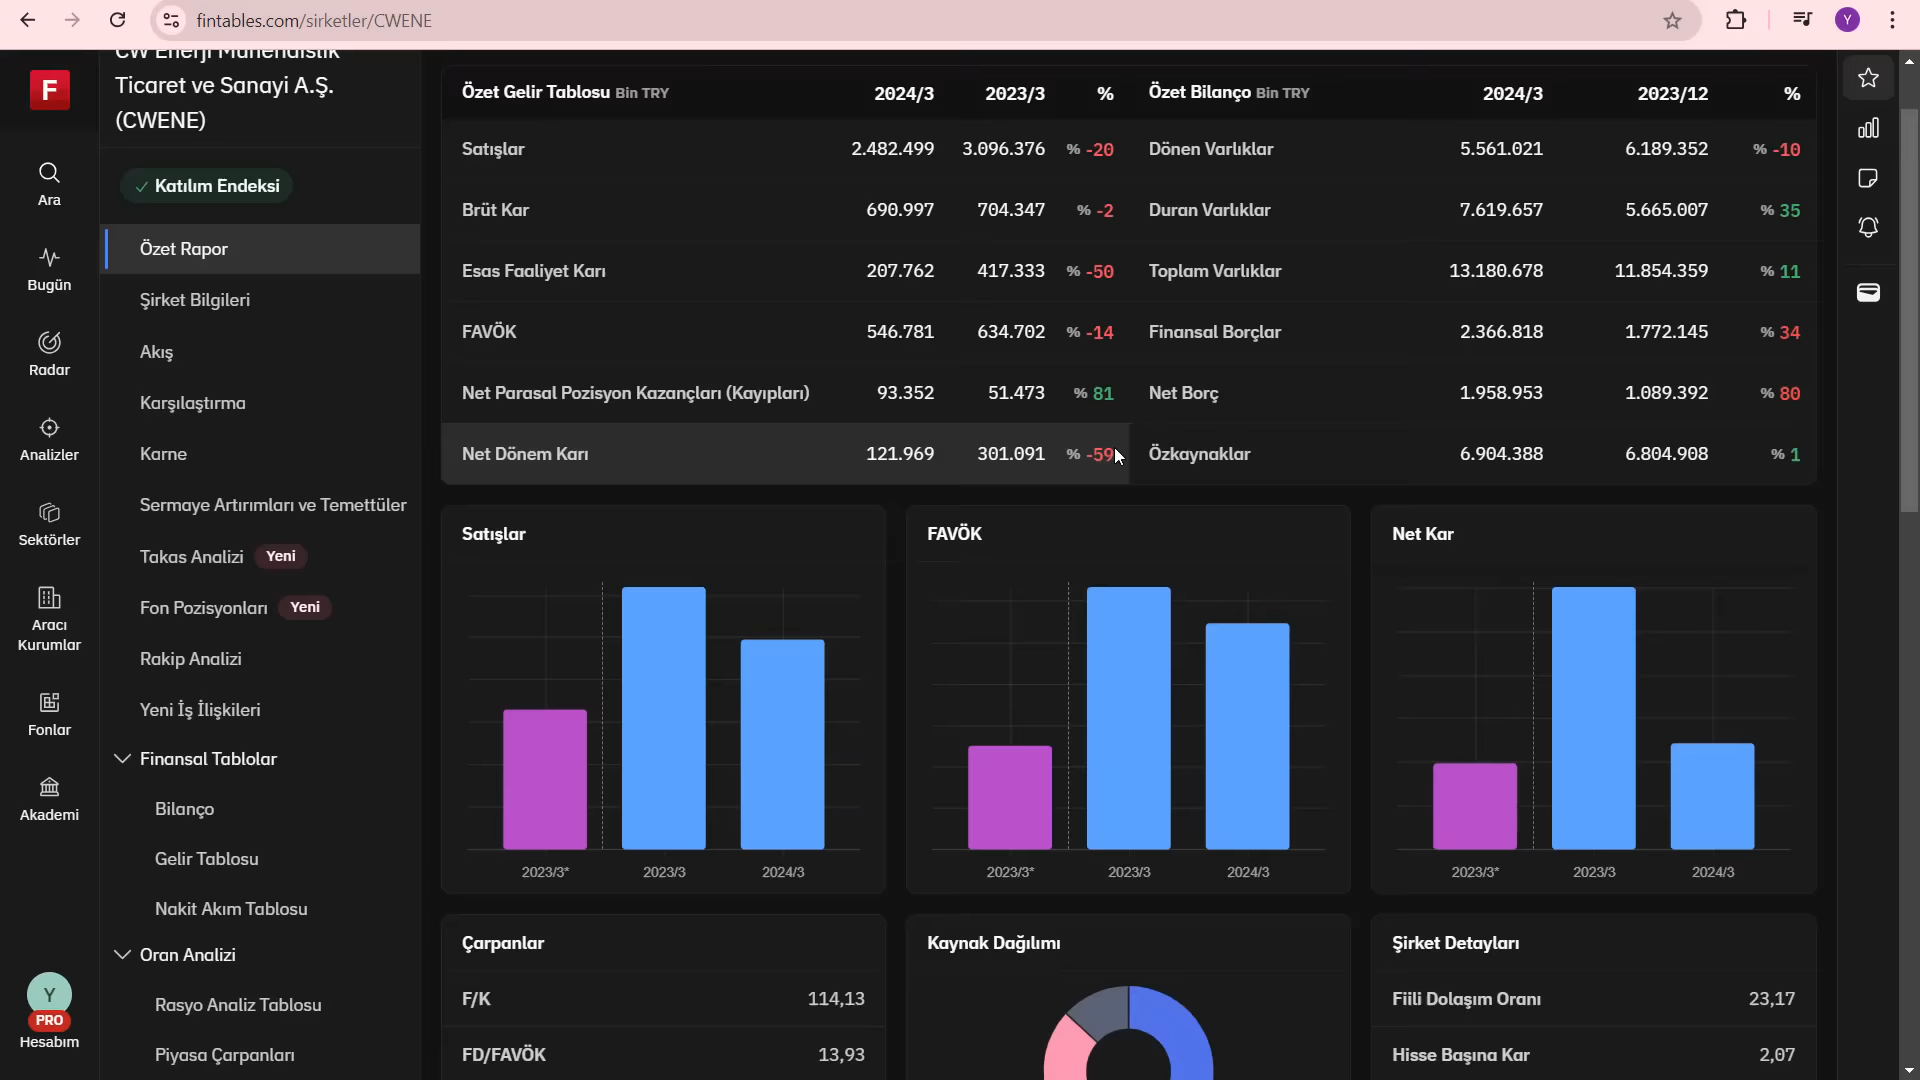 fintables.com/sirketler/CWENE
Y
CW Enerji Mühendislik
Ticaret ve Sanayi A.Ş.
(CWENE)
F
Ara
Bugün
Radar
Analizler
Sektörler
Aracı
Kurumlar
Fonlar
Akademi
Y
PRO
Hesabım
Katılım Endeksi
Özet Rapor
Şirket Bilgileri
Akış
Karşılaştırma
Karne
Sermaye Artırımları ve Temettüler
Takas Analizi Yeni
Fon Pozisyonları Yeni
Rakip Analizi
Yeni İş İlişkileri
Finansal Tablolar
Bilanço
Gelir Tablosu
Nakit Akım Tablosu
Oran Analizi
Rasyo Analiz Tablosu
Piyasa Çarpanları
Özet Gelir Tablosu Bin TRY 2024/3 2023/3 %
Satışlar 2.482.499 3.096.376 % -20
Brüt Kar 690.997 704.347 % -2
Esas Faaliyet Karı 207.762 417.333 % -50
FAVÖK 546.781 634.702 % -14
Net Parasal Pozisyon Kazançları (Kayıpları) 93.352 51.473 % 81
Net Dönem Karı 121.969 301.091 % -59
Özet Bilanço Bin TRY 2024/3 2023/12 %
Dönen Varlıklar 5.561.021 6.189.352 % -10
Duran Varlıklar 7.619.657 5.665.007 % 35
Toplam Varlıklar 13.180.678 11.854.359 % 11
Finansal Borçlar 2.366.818 1.772.145 % 34
Net Borç 1.958.953 1.089.392 % 80
Özkaynaklar 6.904.388 6.804.908 % 1
Satışlar
2023/3* 2023/3 2024/3
FAVÖK
2023/3* 2023/3 2024/3
Net Kar
2023/3* 2023/3 2024/3
Çarpanlar
F/K 114,13
FD/FAVÖK 13,93
Kaynak Dağılımı
Şirket Detayları
Fiili Dolaşım Oranı 23,17
Hisse Başına Kar 2,07